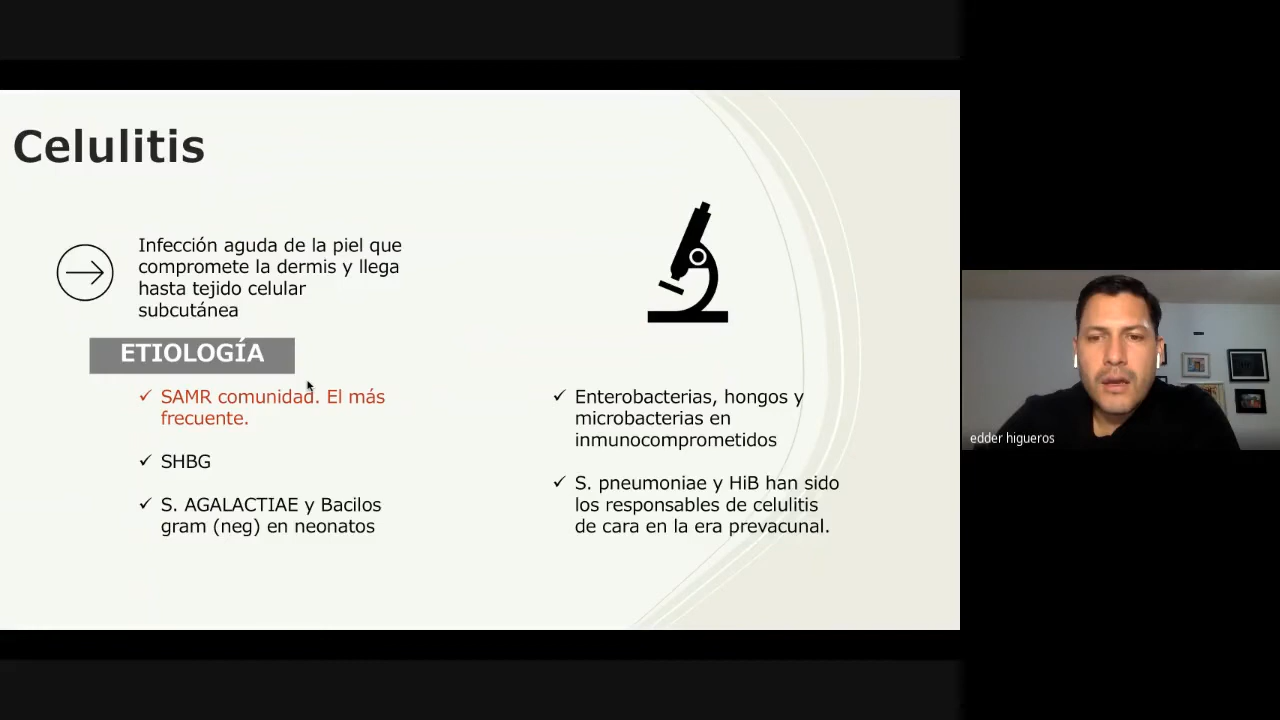 Celulitis
Infección aguda de la piel que
compromete la dermis y llega
hasta tejido celular
subcutánea
ETIOLOGÍA
SAMR comunidad. El más
frecuente.
SHBG
S. AGALACTIAE y Bacilos
gram (neg) en neonatos
Enterobacterias, hongos y
microbacterias en
inmunocomprometidos
S. pneumoniae y HiB han sido
los responsables de celulitis
de cara en la era prevacunal.
edder higueros